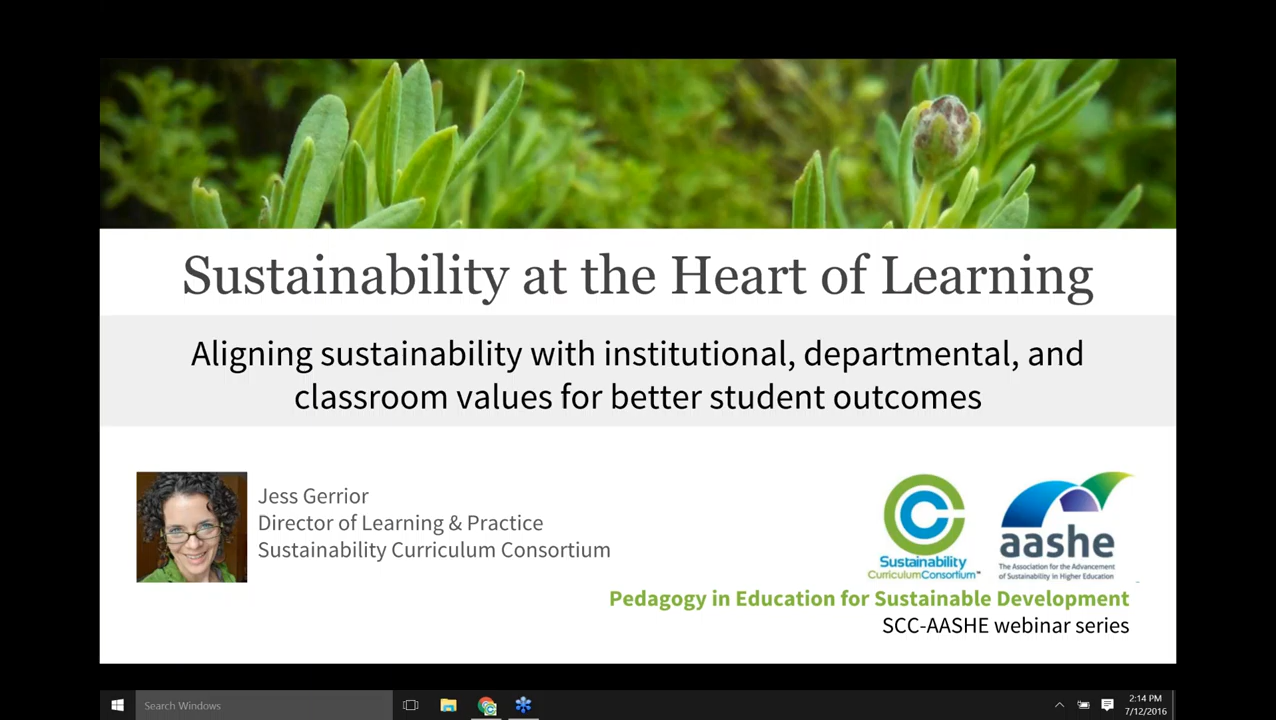 Sustainability at the Heart of Learning
Aligning sustainability with institutional, departmental, and
classroom values for better student outcomes
Jess Gerrior
Director of Learning & Practice
Sustainability Curriculum Consortium
Sustainability
CurriculumConsortium™
aashe
The Association for the Advancement
of Sustainability in Higher Education
Pedagogy in Education for Sustainable Development
SCC-AASHE webinar series
Search Windows
2:14 PM
7/12/2016